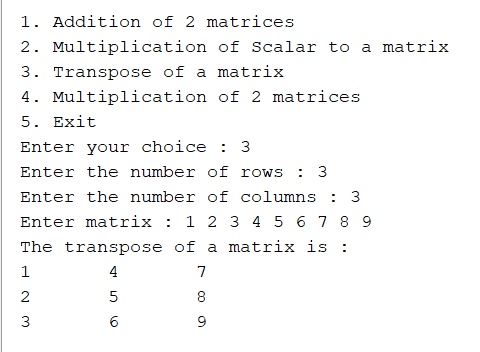 1. Addition of 2 matrices
2. Multiplication of Scalar to a matrix
3. Transpose of a matrix
4. Multiplication of 2 matrices
5. Exit
Enter your choice : 3
Enter the number of rows : 3
Enter the number of columns : 3
Enter matrix : 1 2 3 4 5 6 7 8 9
The transpose of a matrix is :
1 4 7
2 5 8
3 6 9